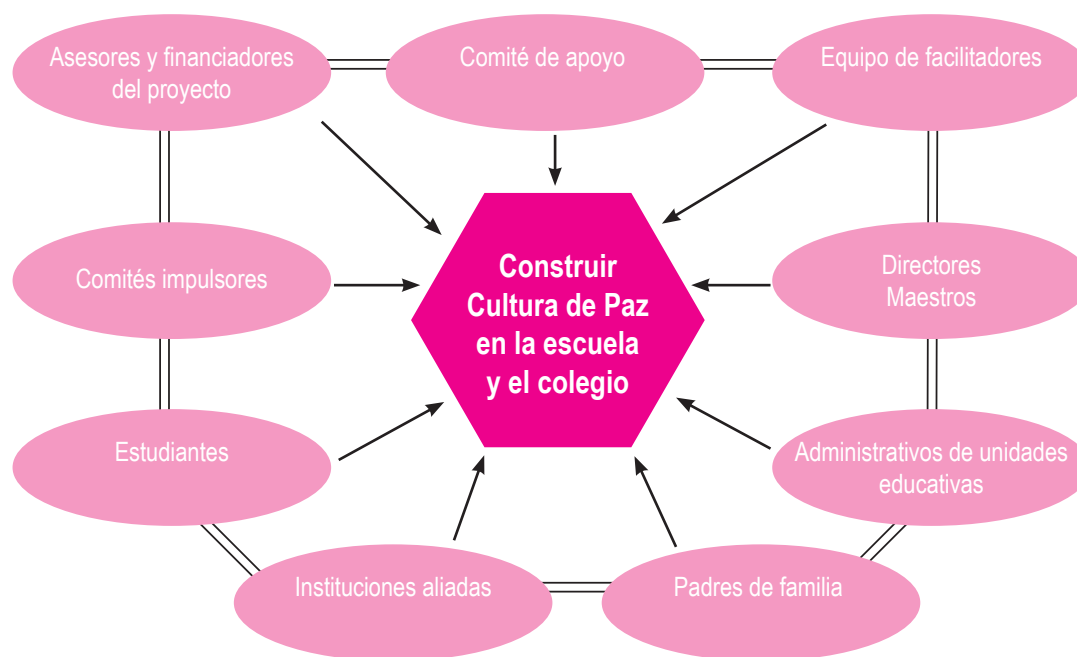 Asesores y financiadores
del proyecto
Comité de apoyo
Equipo de facilitadores
Comités impulsores
Construir
Cultura de Paz
en la escuela
y el colegio
Directores
Maestros
Estudiantes
Administrativos de unidades
educativas
Instituciones aliadas
Padres de familia